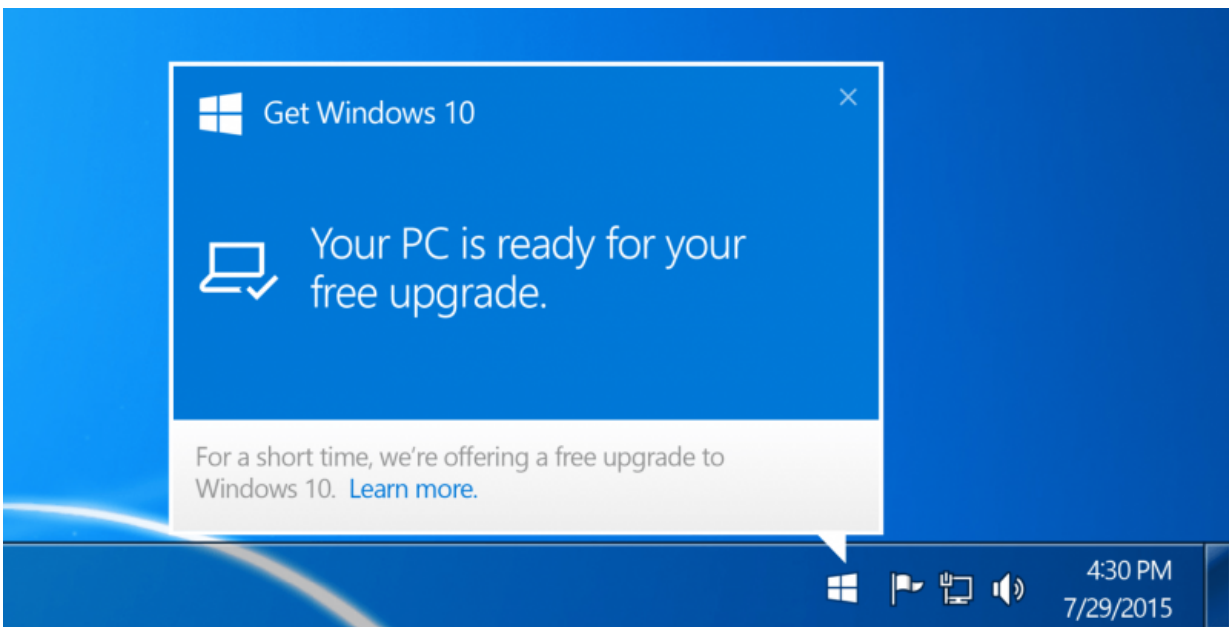 Get Windows 10
Your PC is ready for your
free upgrade.
For a short time, we're offering a free upgrade to
Windows 10. Learn more.
4:30 PM
7/29/2015